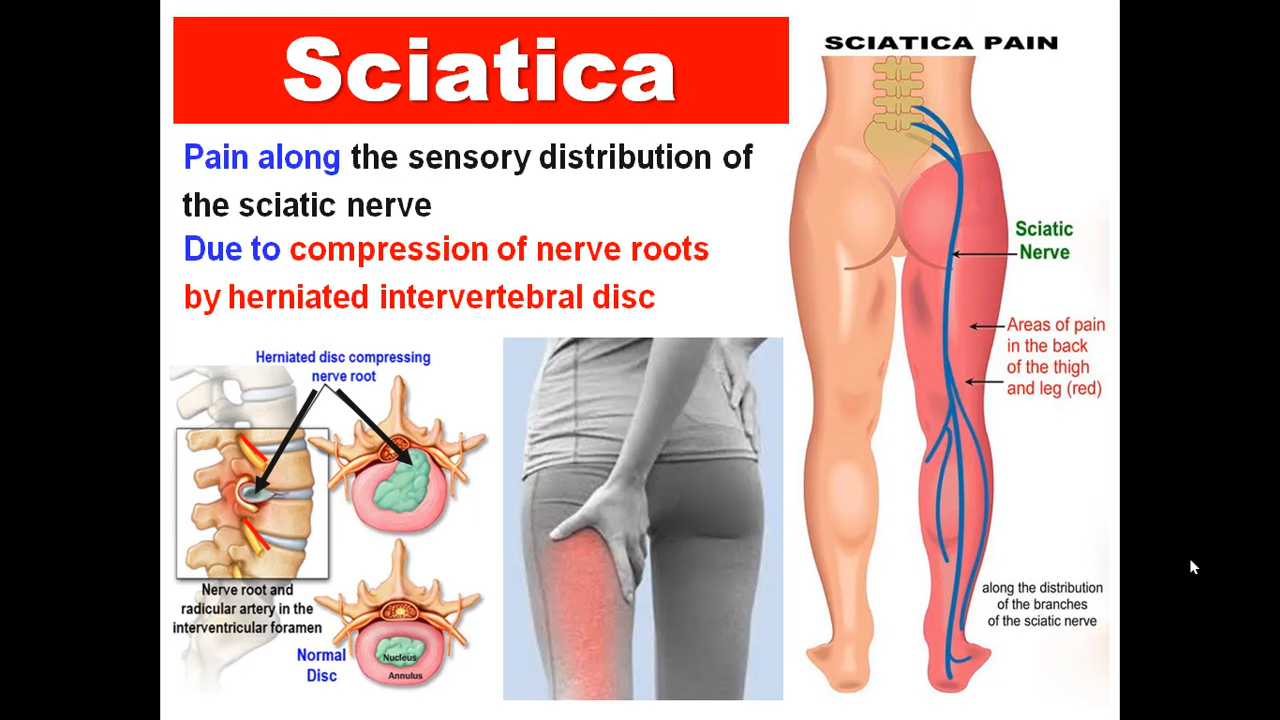 Sciatica
Pain along the sensory distribution of
the sciatic nerve
Due to compression of nerve roots
by herniated intervertebral disc
Herniated disc compressing
nerve root
Nerve root and
radicular artery in the
interventricular foramen
Normal
Disc
Nucleus
Annulus
SCIATICA PAIN
Sciatic
Nerve
Areas of pain
in the back
of the thigh
and leg (red)
along the distribution
of the branches
of the sciatic nerve